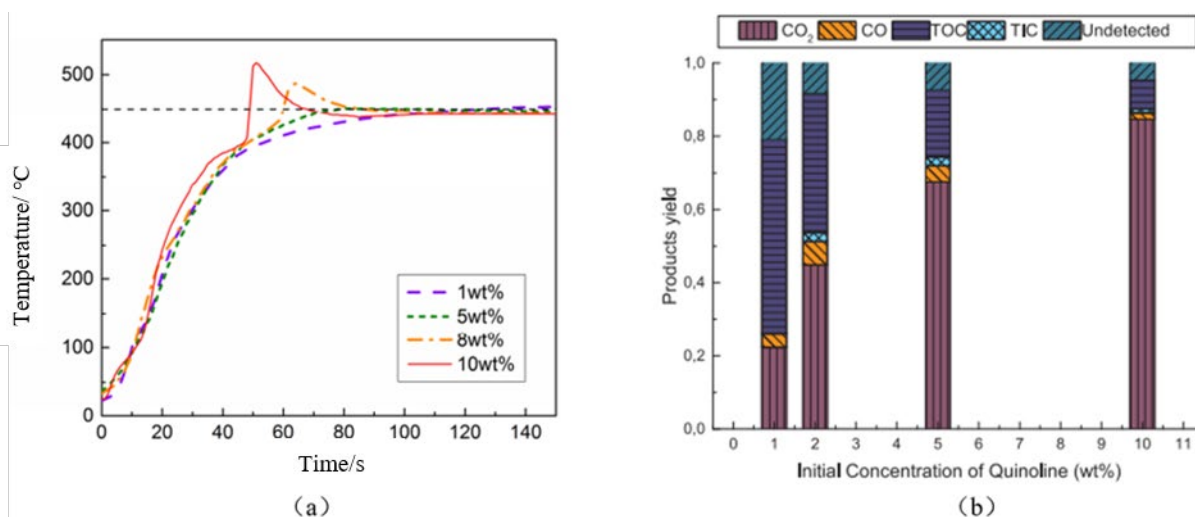 500
400
300
200
100
0
Temperature/ °C
1wt%
5wt%
8wt%
10wt%
0 20 40 60 80 100 120 140
Time/s
(a)
CO₂ CO TOC TIC Undetected
1,0
0,8
0,6
0,4
0,2
0,0
Products yield
0 1 2 3 4 5 6 7 8 9 10 11
Initial Concentration of Quinoline (wt%)
(b)